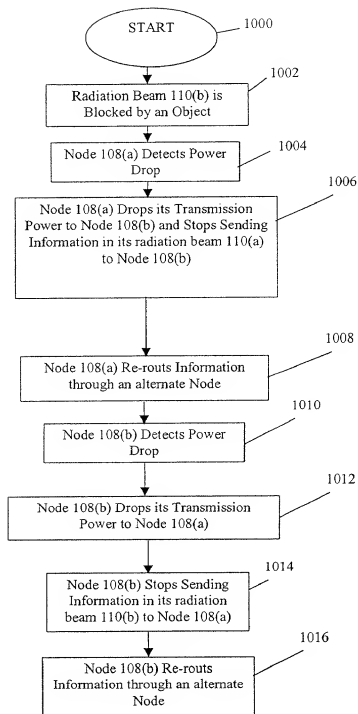 START
1000
1002
Radiation Beam 110(b) is
Blocked by an Object
1004
Node 108(a) Detects Power
Drop
1006
Node 108(a) Drops its Transmission
Power to Node 108(b) and Stops Sending
Information in its radiation beam 110(a)
to Node 108(b)
1008
Node 108(a) Re-routs Information
through an alternate Node
1010
Node 108(b) Detects Power
Drop
1012
Node 108(b) Drops its Transmission
Power to Node 108(a)
1014
Node 108(b) Stops Sending
Information in its radiation
beam 110(b) to Node 108(a)
1016
Node 108(b) Re-routs
Information through an alternate
Node